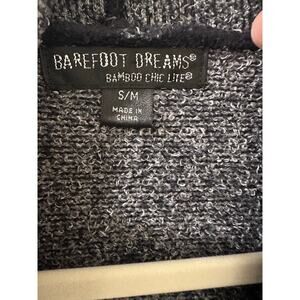 BAREFOOT DREAMS®
BAMBOO CHIC LITE®
S/M
MADE IN
CHINA